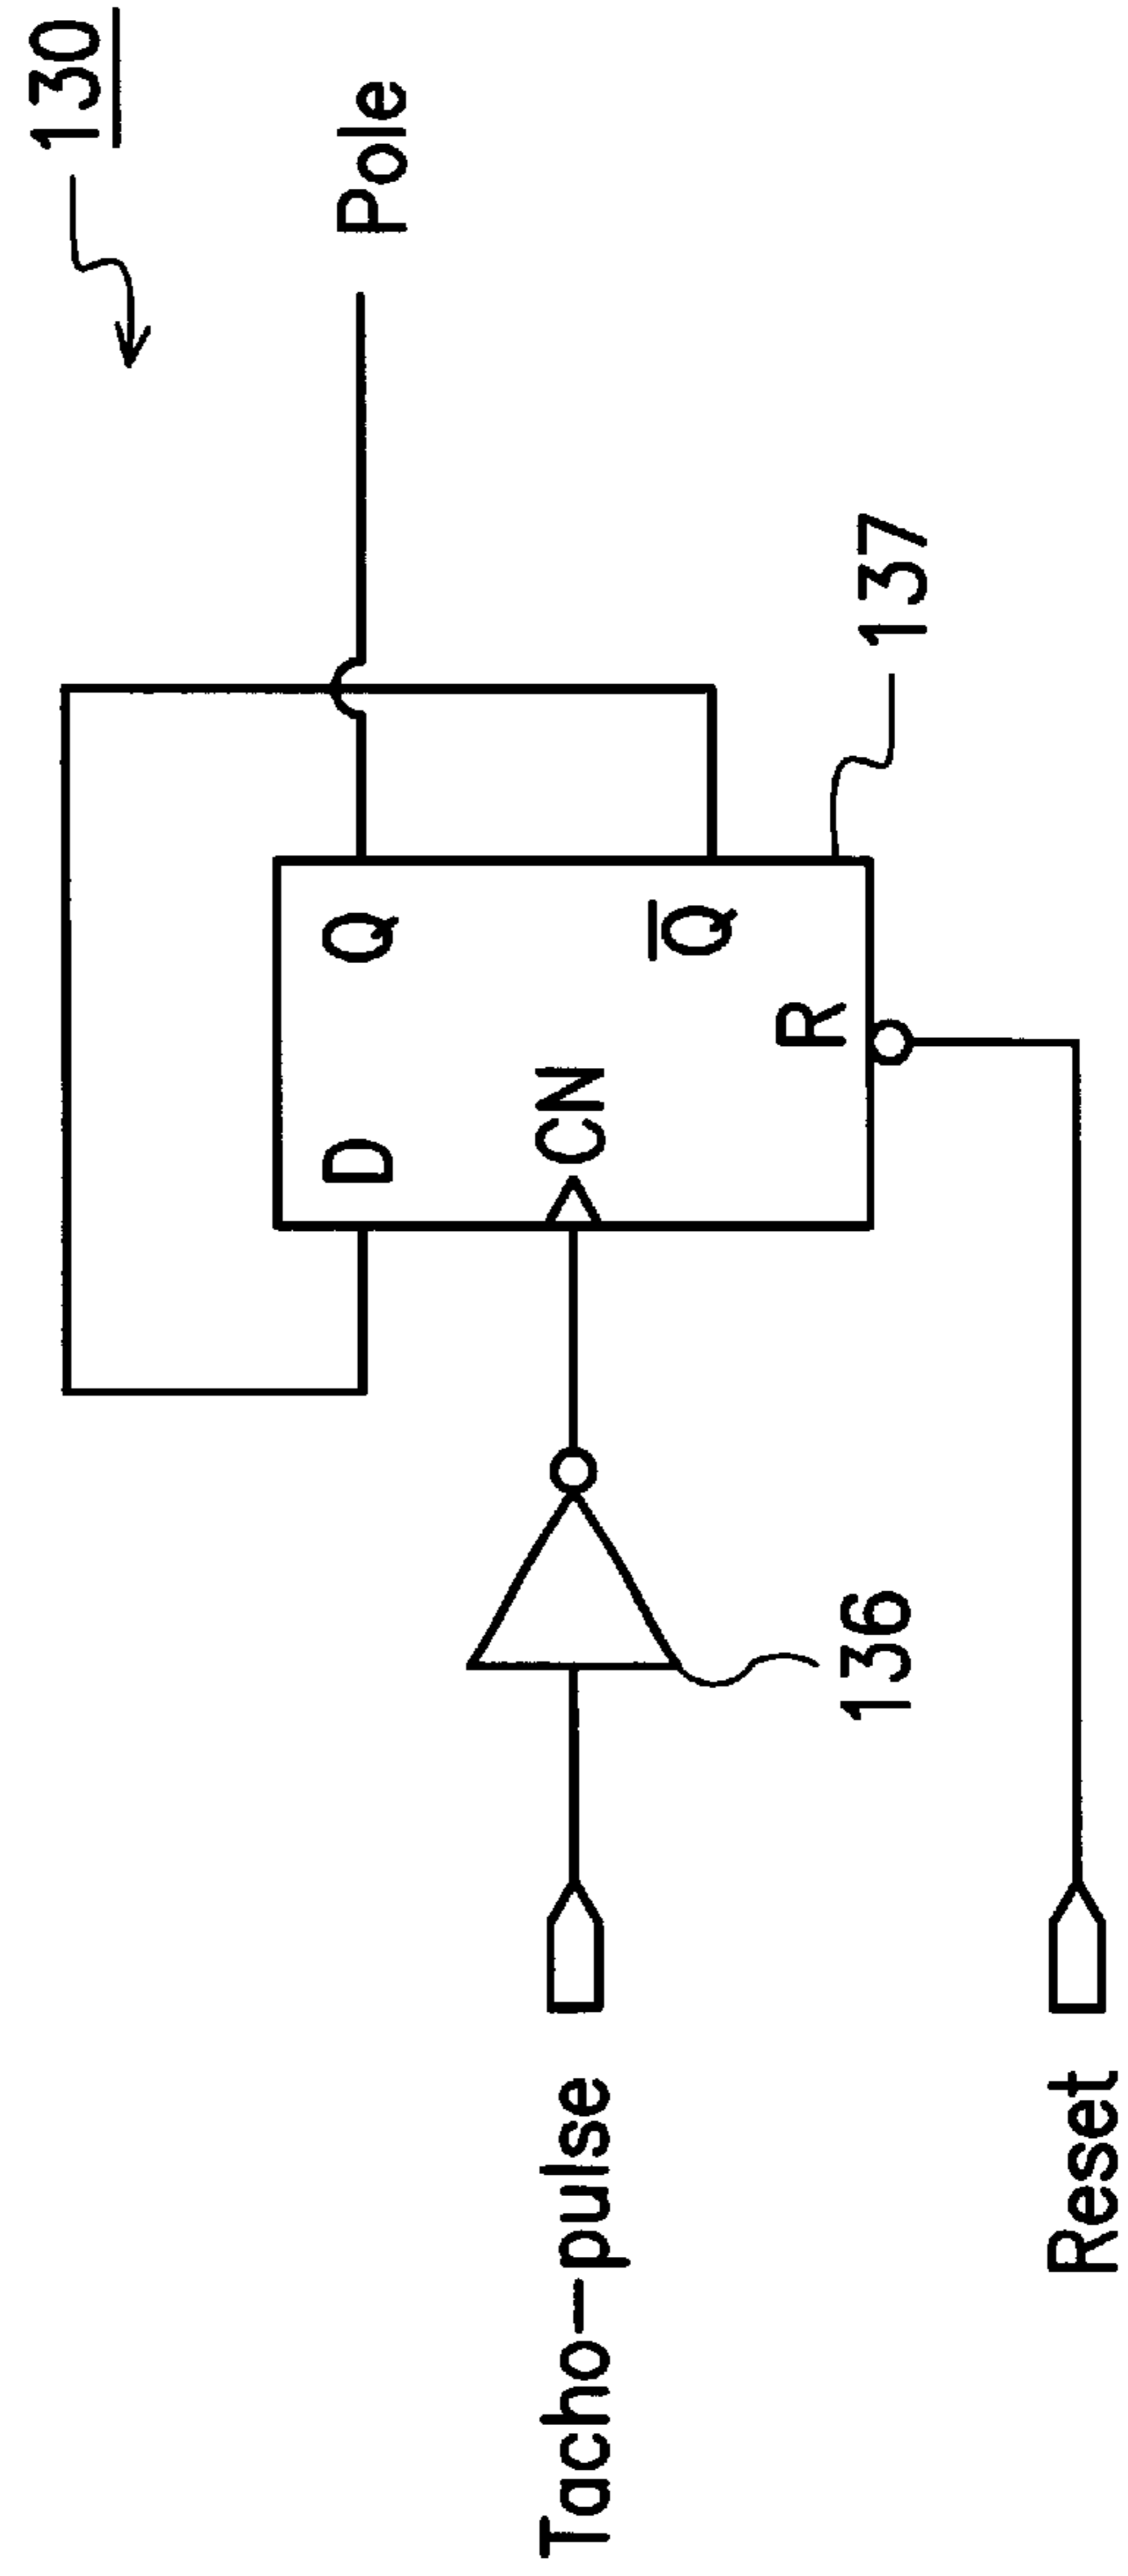 130
Pole
D
Q
CN
Q
R
137
136
Tacho-pulse
Reset